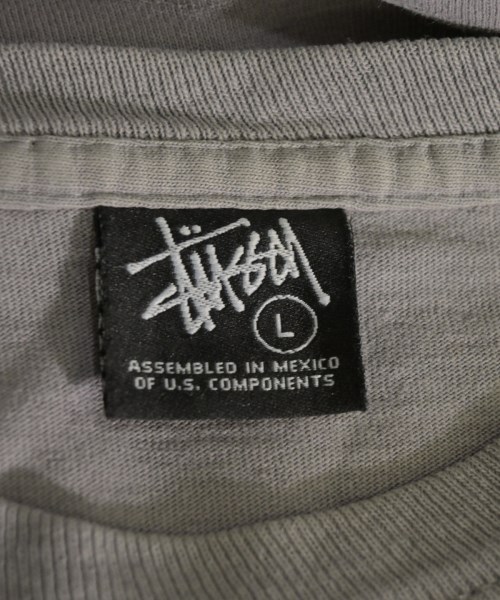 Stüssy
L
ASSEMBLED IN MEXICO
OF U.S. COMPONENTS